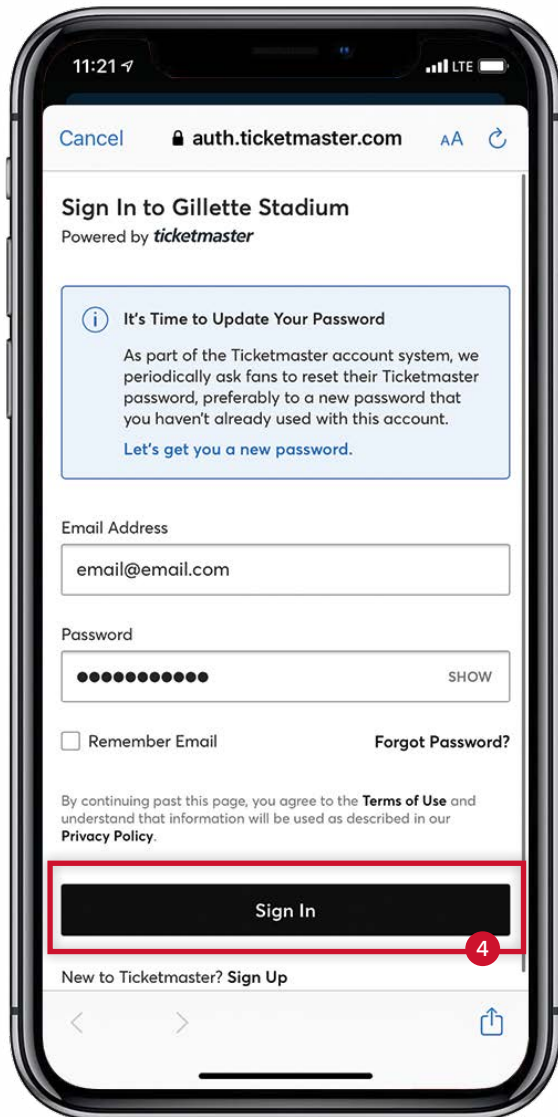 11:21 LTE
Cancel auth.ticketmaster.com AA
Sign In to Gillette Stadium
Powered by ticketmaster
i It's Time to Update Your Password
As part of the Ticketmaster account system, we
periodically ask fans to reset their Ticketmaster
password, preferably to a new password that
you haven't already used with this account.
Let's get you a new password.
Email Address
email@email.com
Password
●●●●●●●●●●● SHOW
Remember Email Forgot Password?
By continuing past this page, you agree to the Terms of Use and
understand that information will be used as described in our
Privacy Policy.
Sign In
4
New to Ticketmaster? Sign Up